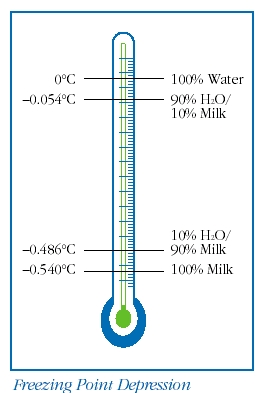 0°C 100% Water
–0.054°C 90% H₂O/
10% Milk
10% H₂O/
–0.486°C 90% Milk
–0.540°C 100% Milk
Freezing Point Depression